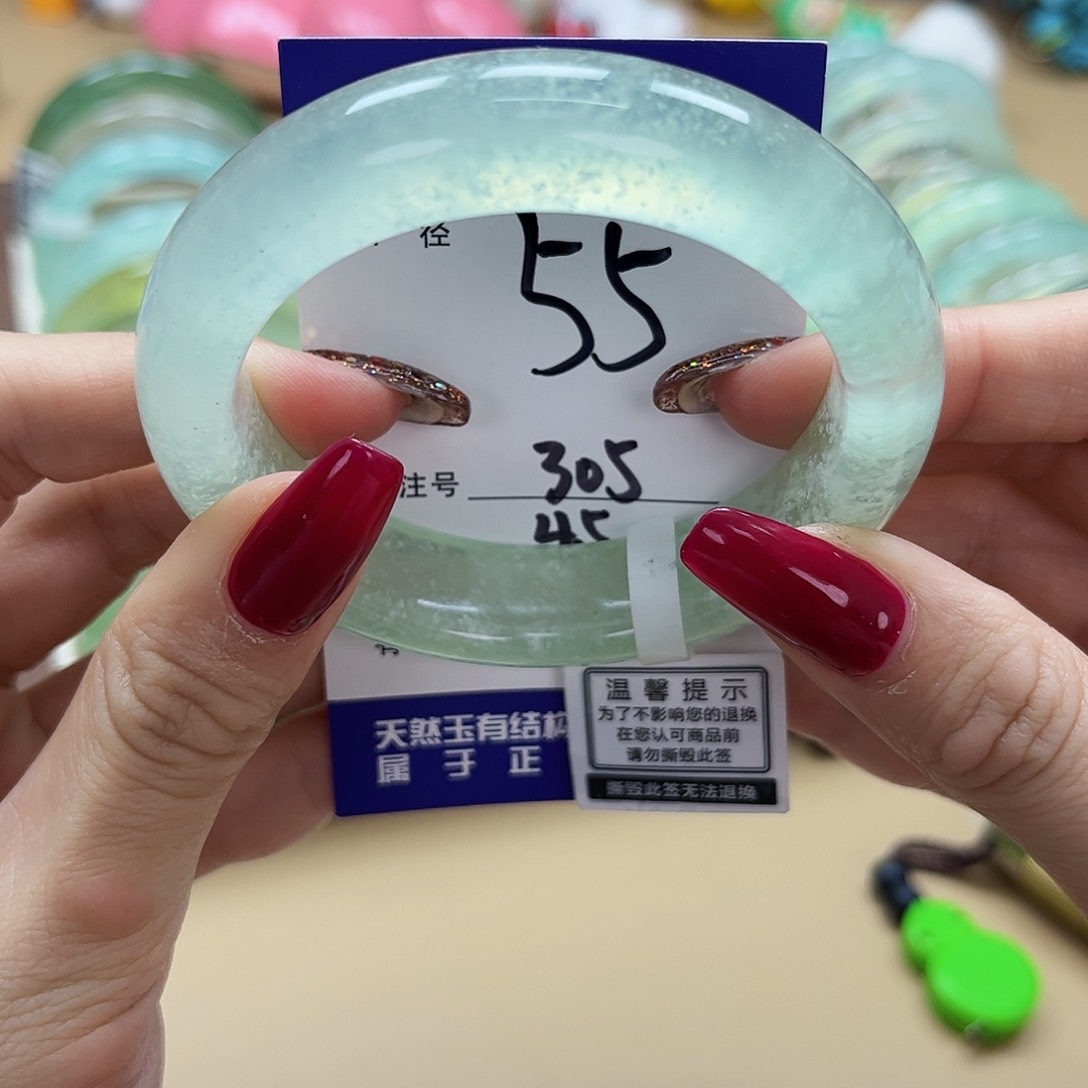 径 55
注号 305
45
天然玉有结构
属于正
温馨提示
为了不影响您的退换
在您认可商品前
请勿撕毁此签
撕毁此签无法退换